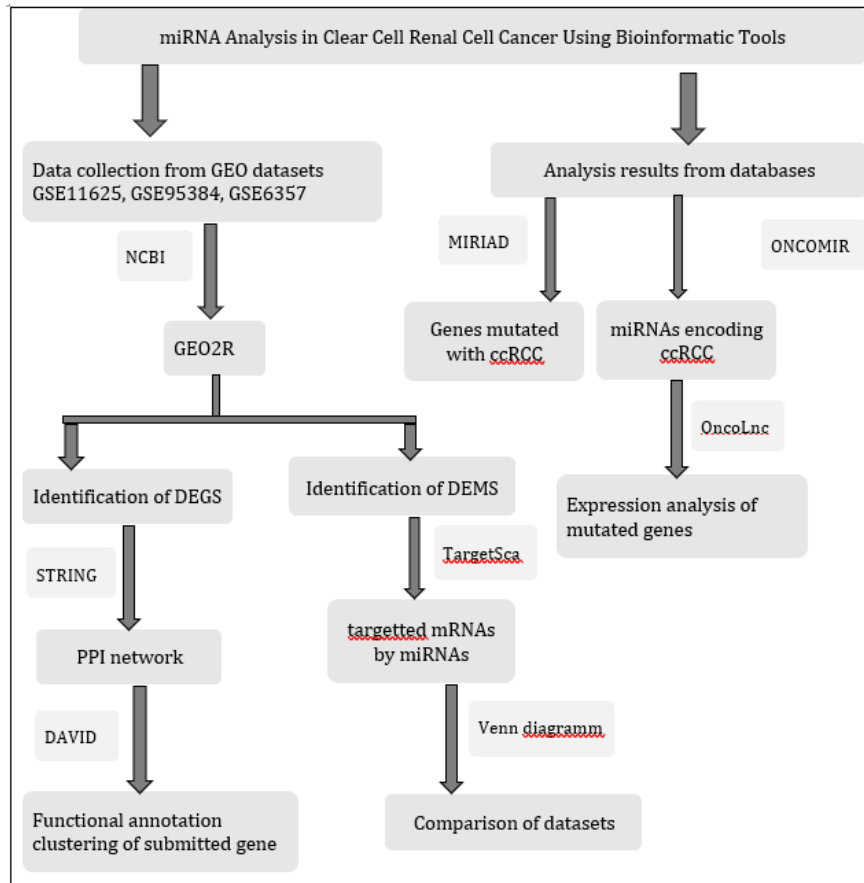 miRNA Analysis in Clear Cell Renal Cell Cancer Using Bioinformatic Tools
Data collection from GEO datasets
GSE11625, GSE95384, GSE6357
Analysis results from databases
NCBI
MIRIAD
ONCOMIR
GEO2R
Genes mutated
with ccRCC
miRNAs encoding
ccRCC
OncoLnc
Identification of DEGS
Identification of DEMS
Expression analysis of
mutated genes
STRING
TargetSca
PPI network
targetted mRNAs
by miRNAs
DAVID
Venn diagramm
Functional annotation
clustering of submitted gene
Comparison of datasets